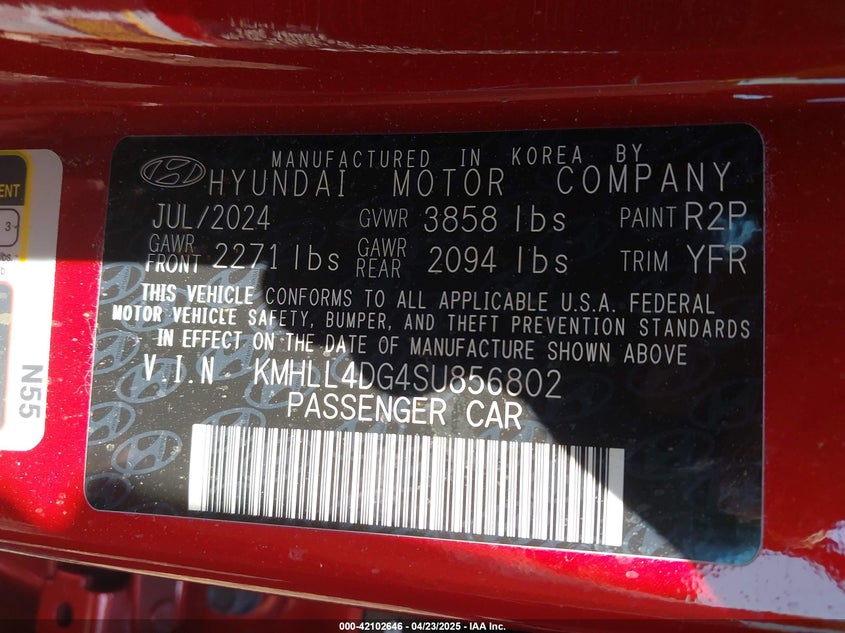 MANUFACTURED IN KOREA BY
HYUNDAI MOTOR COMPANY
JUL/2024 GVWR 3858 lbs PAINT R2P
GAWR FRONT 2271 lbs GAWR REAR 2094 lbs TRIM YFR
THIS VEHICLE CONFORMS TO ALL APPLICABLE U.S.A. FEDERAL
MOTOR VEHICLE SAFETY, BUMPER, AND THEFT PREVENTION STANDARDS
IN EFFECT ON THE DATE OF MANUFACTURE SHOWN ABOVE
V.I.N KMHLL4DG4SU856802
PASSENGER CAR
N55
3
000-42102646 - 04/23/2025 - IAA Inc.